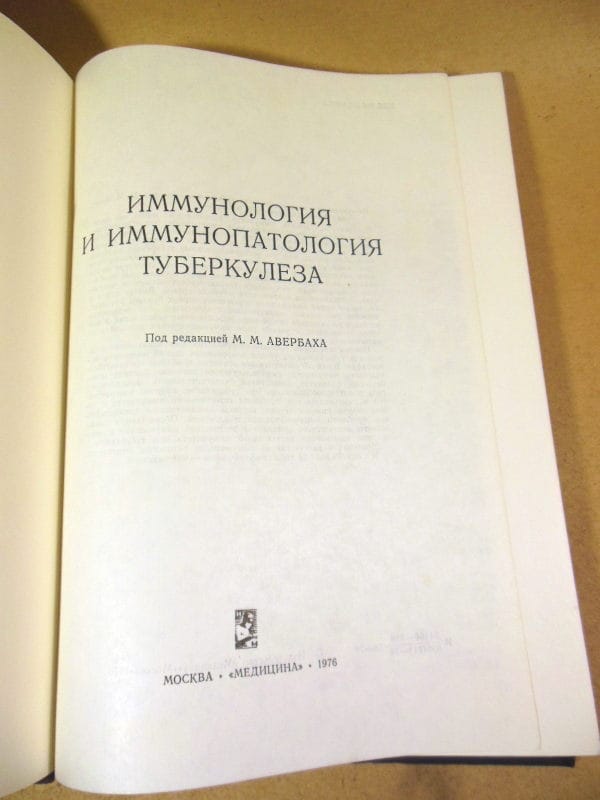 ИММУНОЛОГИЯ
И ИММУНОПАТОЛОГИЯ
ТУБЕРКУЛЕЗА
Под редакцией М. М. АВЕРБАХА
МОСКВА • «МЕДИЦИНА» • 1976